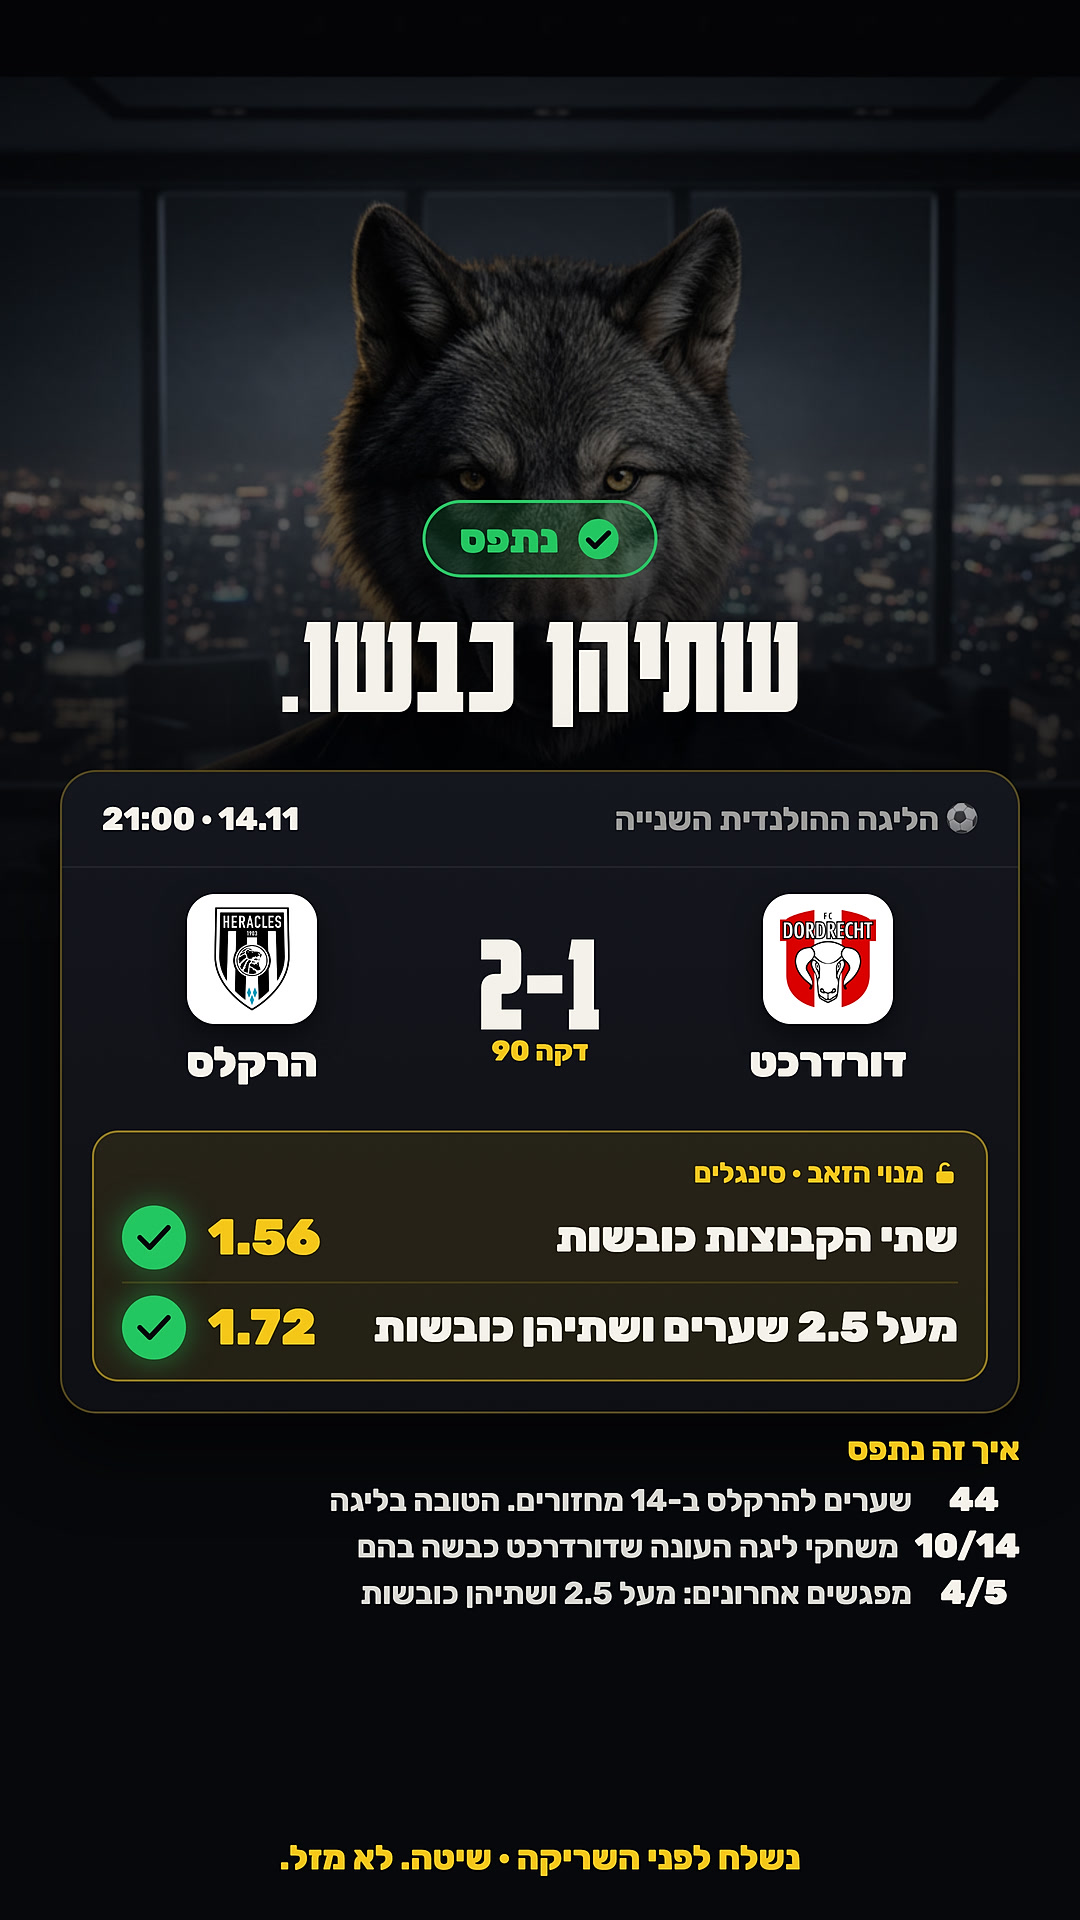 נתפס
שתיהן כבשו.
הליגה ההולנדית השנייה
14.11 • 21:00
FC
DORDRECHT
HERACLES
1903
2-1
דקה 90
דורדרכט
הרקלס
מנוי הזאב • סינגלים
שתי הקבוצות כובשות 1.56
מעל 2.5 שערים ושתיהן כובשות 1.72
איך זה נתפס
44 שערים להרקלס ב-14 מחזורים. הטובה בליגה
10/14 משחקי ליגה העונה שדורדרכט כבשה בהם
4/5 מפגשים אחרונים: מעל 2.5 ושתיהן כובשות
נשלח לפני השריקה • שיטה. לא מזל.